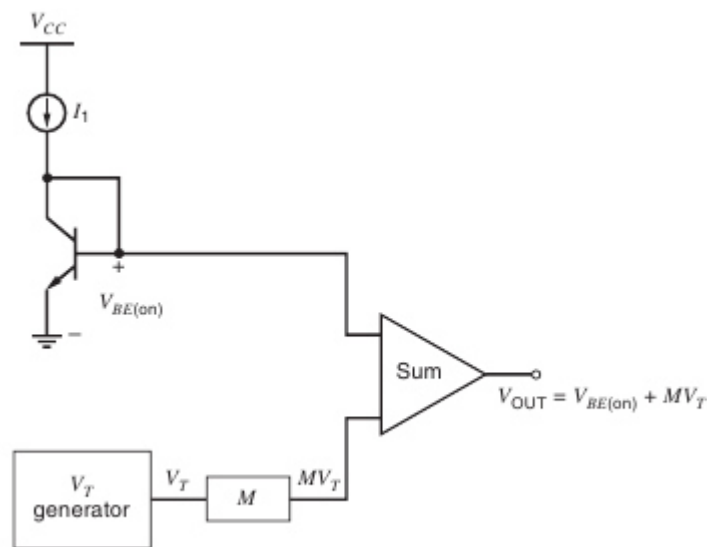 V_CC
I_1
+
V_BE(on)
−
Sum
V_OUT = V_BE(on) + MV_T
V_T generator
V_T
M
MV_T